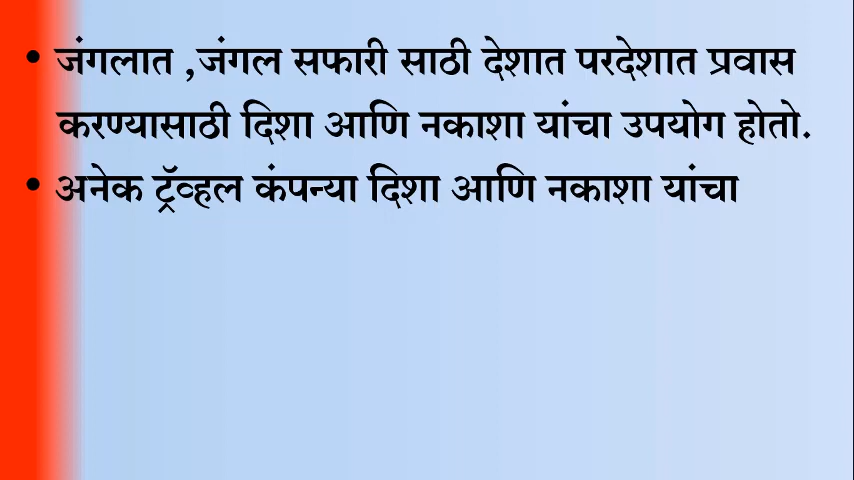 • जंगलात ,जंगल सफारी साठी देशात परदेशात प्रवास
करण्यासाठी दिशा आणि नकाशा यांचा उपयोग होतो.
• अनेक ट्रॅव्हल कंपन्या दिशा आणि नकाशा यांचा